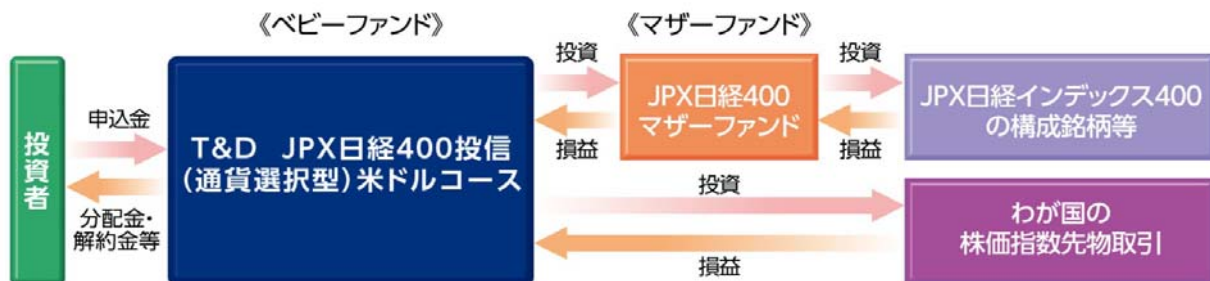 《ベビーファンド》
《マザーファンド》
投資者
申込金
分配金・
解約金等
T&D JPX日経400投信
(通貨選択型)米ドルコース
投資
損益
JPX日経400
マザーファンド
投資
損益
JPX日経インデックス400
の構成銘柄等
投資
損益
わが国の
株価指数先物取引